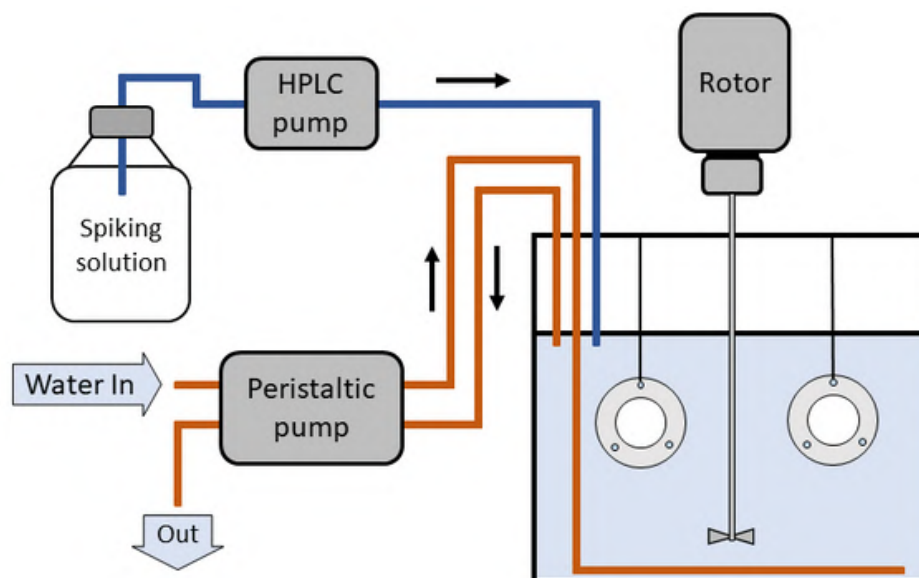 HPLC
pump
Rotor
Spiking
solution
Water In
Peristaltic
pump
Out